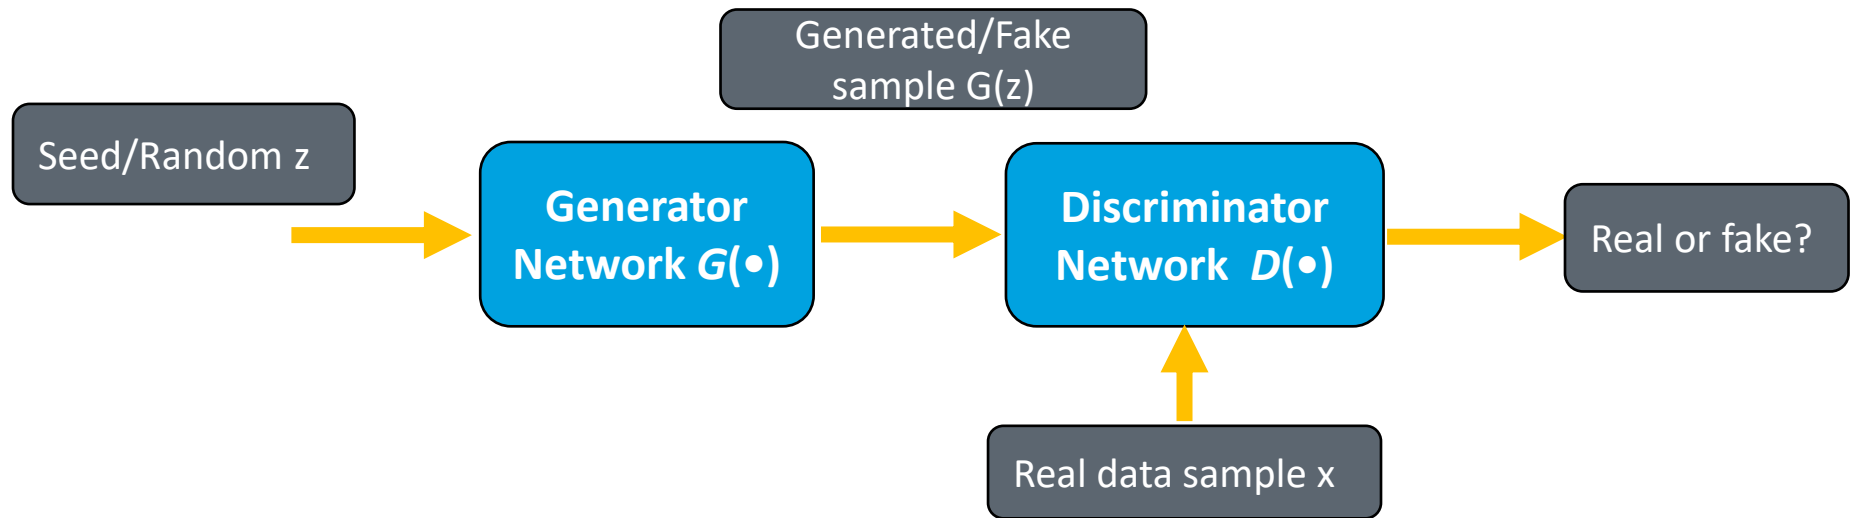 Generated/Fake
sample G(z)
Seed/Random z
Generator
Network G(•)
Discriminator
Network D(•)
Real or fake?
Real data sample x